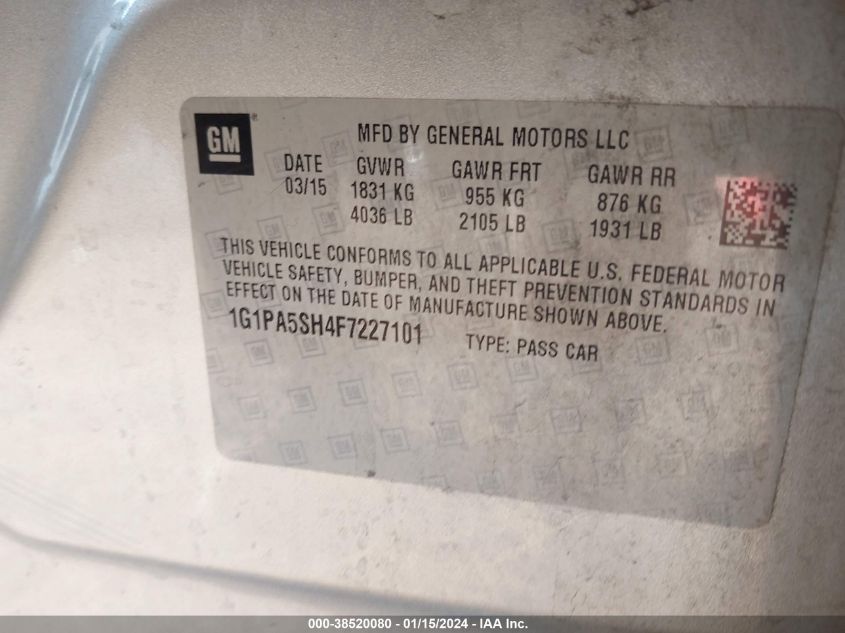 GM
MFD BY GENERAL MOTORS LLC
DATE GVWR GAWR FRT GAWR RR
03/15 1831 KG 955 KG 876 KG
4036 LB 2105 LB 1931 LB
THIS VEHICLE CONFORMS TO ALL APPLICABLE U.S. FEDERAL MOTOR
VEHICLE SAFETY, BUMPER, AND THEFT PREVENTION STANDARDS IN
EFFECT ON THE DATE OF MANUFACTURE SHOWN ABOVE.
1G1PA5SH4F7227101 TYPE: PASS CAR
000-38520080 - 01/15/2024 - IAA Inc.